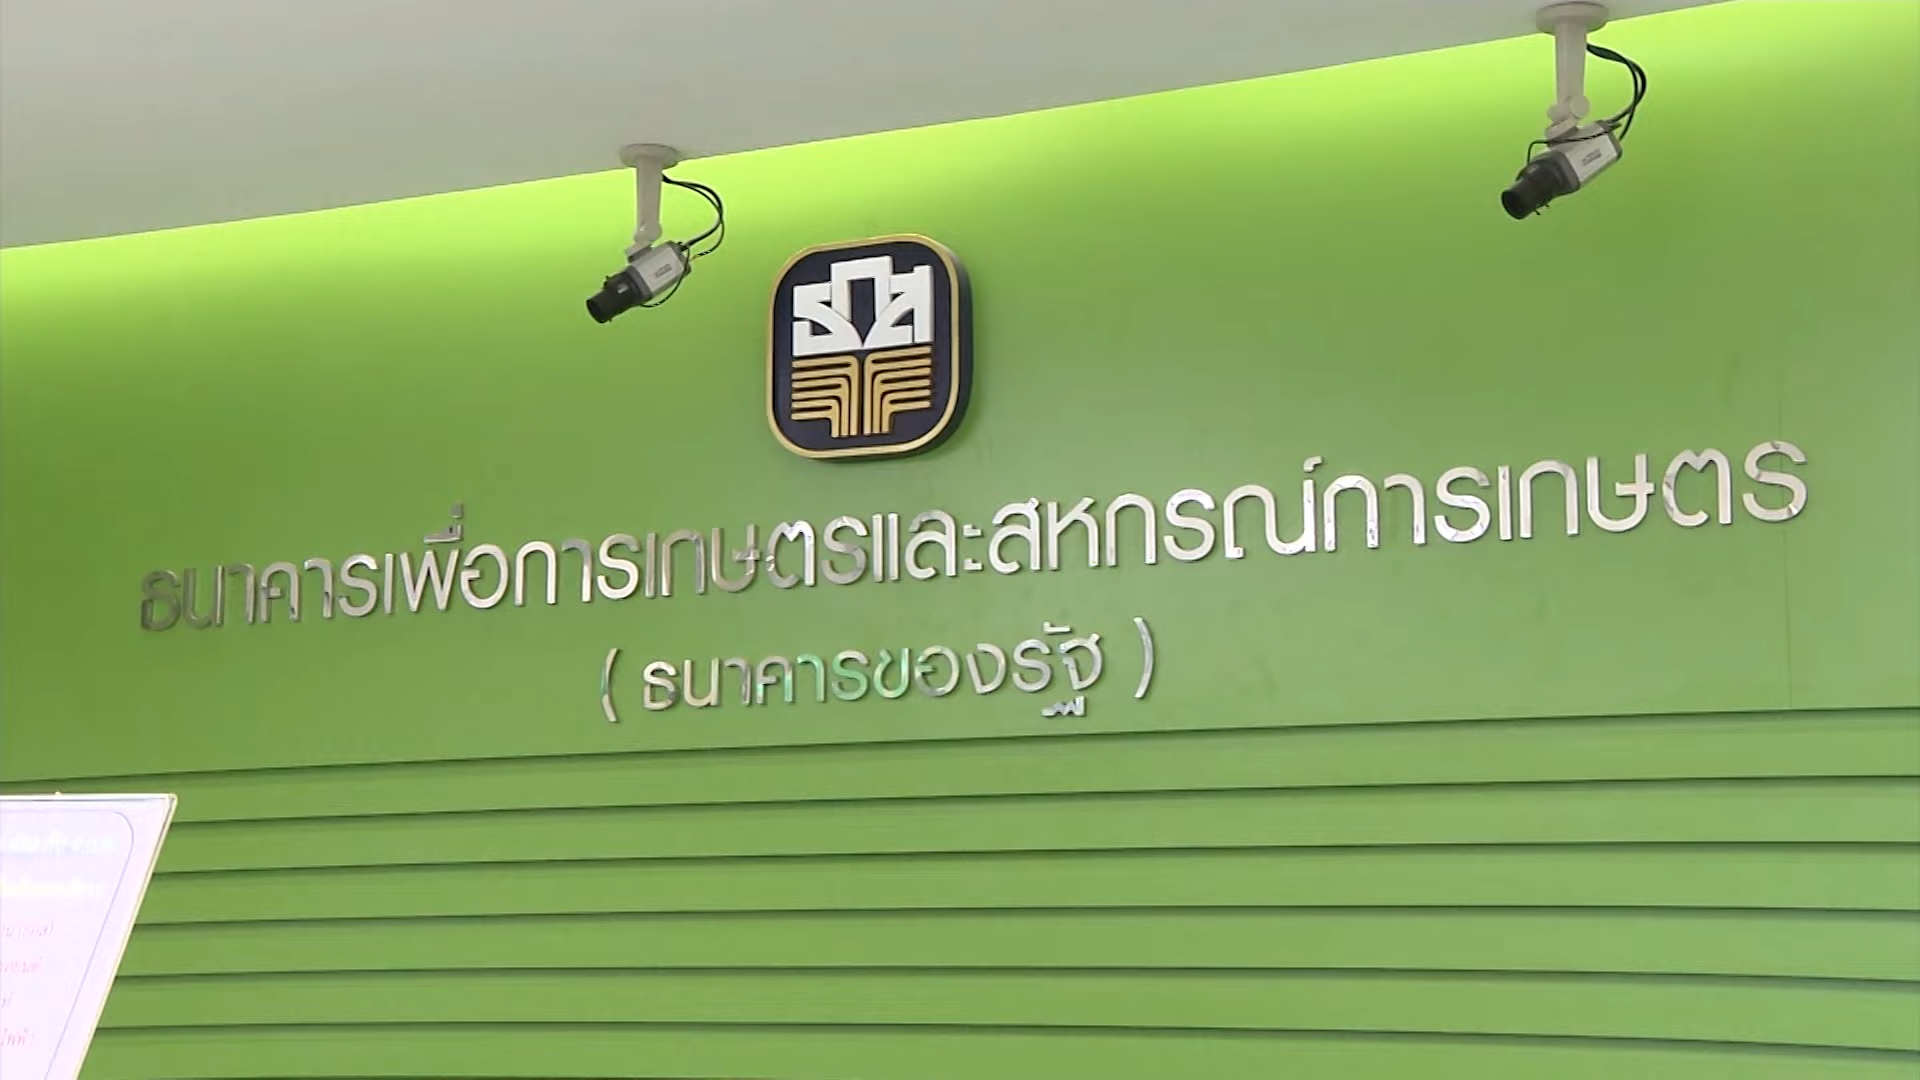 ธกส
ธนาคารเพื่อการเกษตรและสหกรณ์การเกษตร
( ธนาคารของรัฐ )